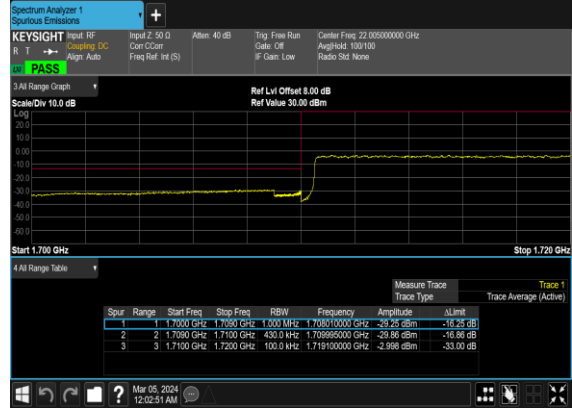 Spectrum Analyzer 1
Spurious Emissions
KEYSIGHT Input: RF Input Z: 50 Ω Atten: 40 dB Trig: Free Run Center Freq: 22.005000000 GHz
R T Coupling: DC Corr CCorr Gate: Off Avg|Hold: 100/100
Align: Auto Freq Ref: Int (S) IF Gain: Low Radio Std: None
PASS
3 All Range Graph
Ref Lvl Offset 8.00 dB
Scale/Div 10.0 dB Ref Value 30.00 dBm
Log
20.0
10.0
0.00
-10.0
-20.0
-30.0
-40.0
-50.0
-60.0
Start 1.700 GHz Stop 1.720 GHz
4 All Range Table
Measure Trace Trace 1
Trace Type Trace Average (Active)
Spur Range Start Freq Stop Freq RBW Frequency Amplitude ΔLimit
1 1 1.7000 GHz 1.7090 GHz 1.000 MHz 1.708010000 GHz -29.25 dBm -16.25 dB
2 2 1.7090 GHz 1.7100 GHz 430.0 kHz 1.709995000 GHz -29.86 dBm -16.86 dB
3 3 1.7100 GHz 1.7200 GHz 100.0 kHz 1.719100000 GHz -2.998 dBm -33.00 dB
? Mar 05, 2024
12:02:51 AM